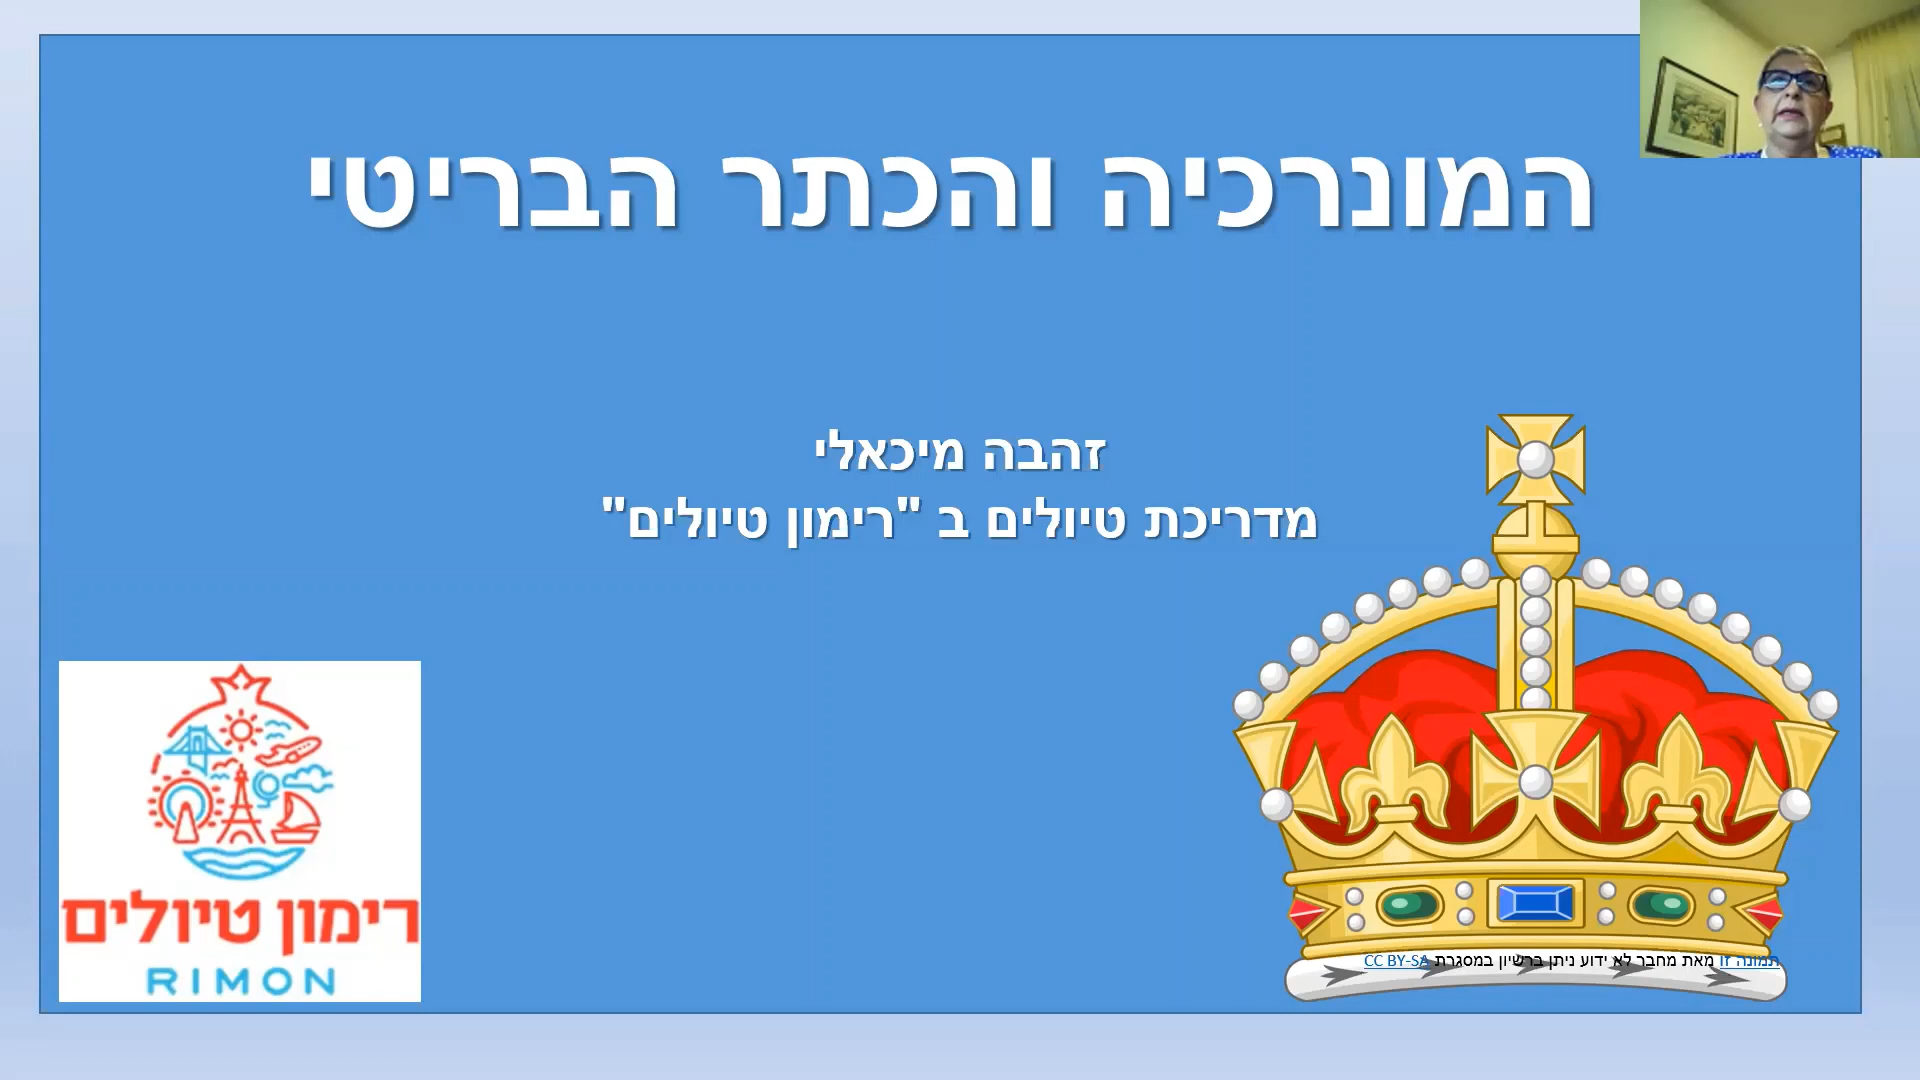 המונרכיה והכתר הבריטי
זהבה מיכאלי
מדריכת טיולים ב "רימון טיולים"
רימון טיולים
RIMON
תמונה זו מאת מחבר לא ידוע ניתן ברשיון במסגרת CC BY-SA